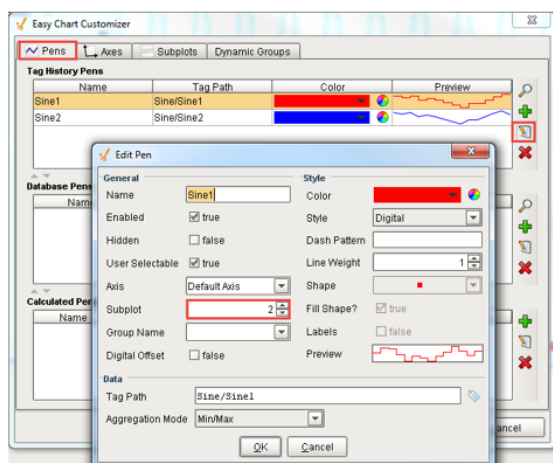 Easy Chart Customizer
Pens Axes Subplots Dynamic Groups
Tag History Pens
Name Tag Path Color Preview
Sine1 Sine/Sine1
Sine2 Sine/Sine2
Edit Pen
General Style
Name Sine1 Color
Enabled true Style Digital
Hidden false Dash Pattern
User Selectable true Line Weight 1
Axis Default Axis Shape
Subplot 2 Fill Shape? true
Group Name Labels false
Digital Offset false Preview
Data
Tag Path Sine/Sine1
Aggregation Mode Min/Max
OK Cancel
Database Pens
Calculated
Name